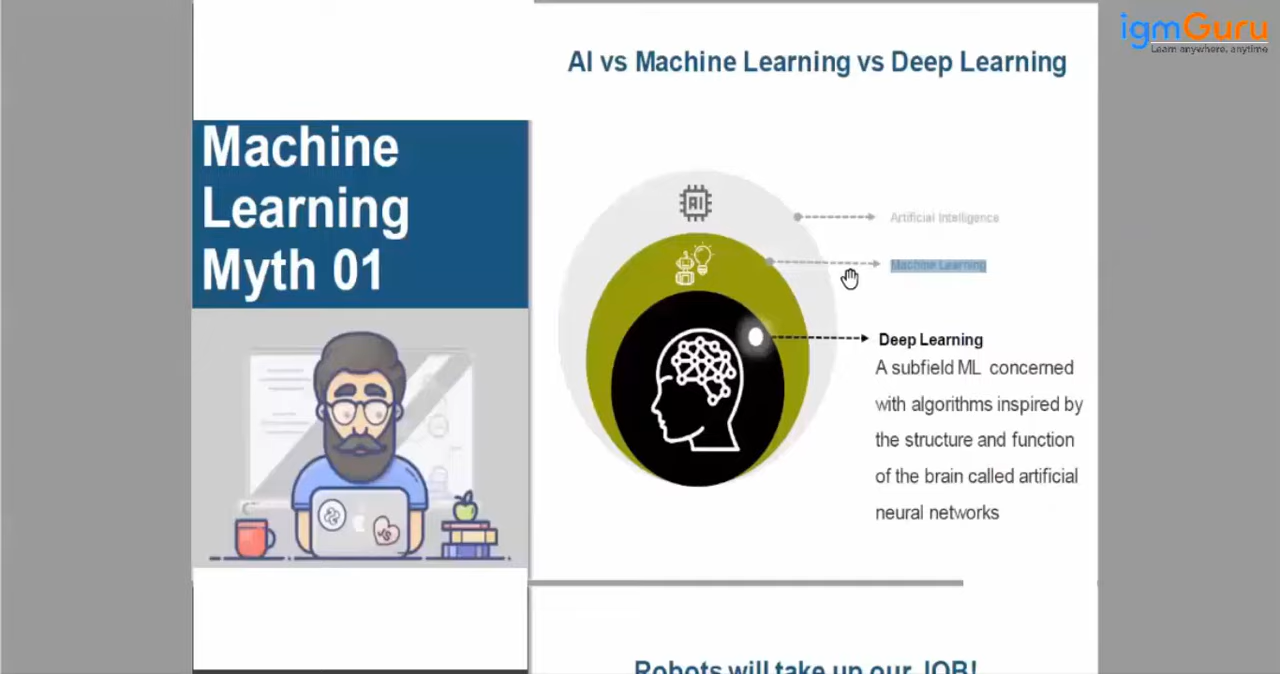 igmGuru
Learn anywhere, anytime
AI vs Machine Learning vs Deep Learning
Machine
Learning
Myth 01
AI
Artificial Intelligence
Machine Learning
Deep Learning
A subfield ML concerned
with algorithms inspired by
the structure and function
of the brain called artificial
neural networks
Robots will take up our JOB!